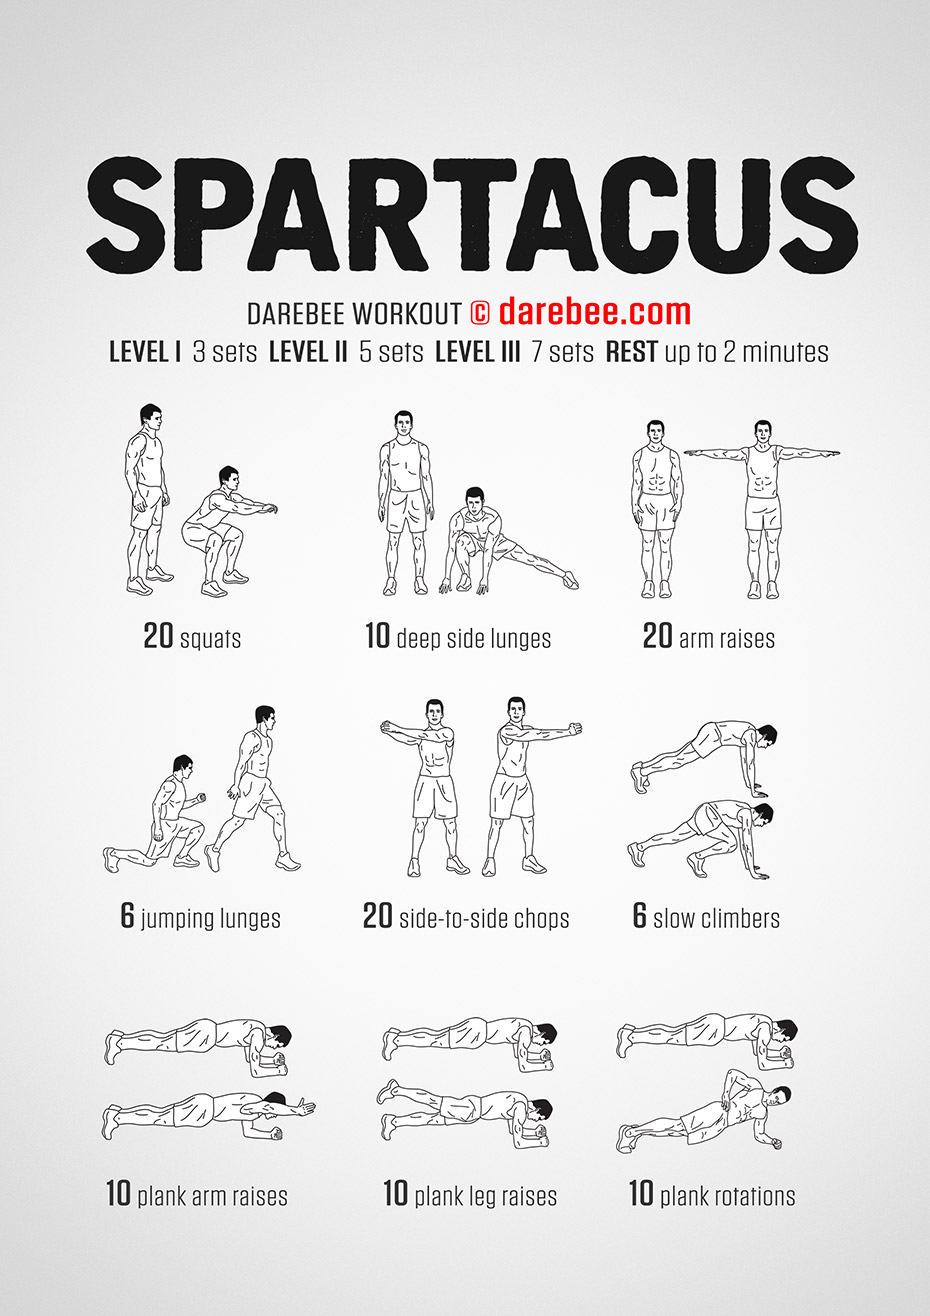 SPARTACUS
DAREBEE WORKOUT © darebee.com
LEVEL I 3 sets LEVEL II 5 sets LEVEL III 7 sets REST up to 2 minutes
20 squats
10 deep side lunges
20 arm raises
6 jumping lunges
20 side-to-side chops
6 slow climbers
10 plank arm raises
10 plank leg raises
10 plank rotations